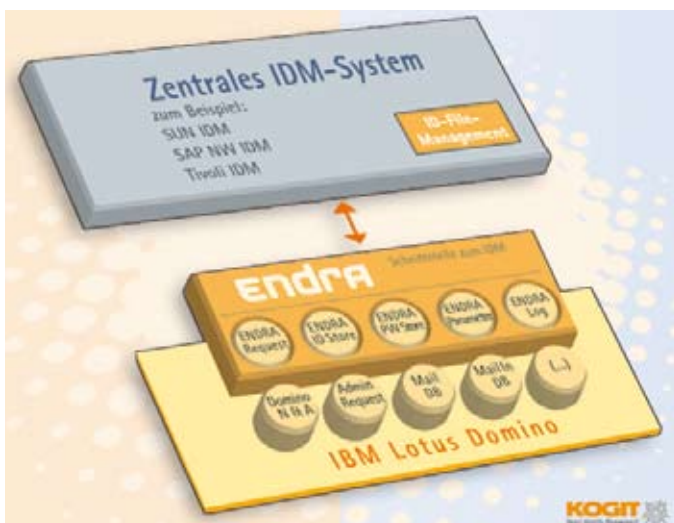 Zentrales IDM-System
zum Beispiel:
SUN IDM
SAP NW IDM
Tivoli IDM
ID-File-
Management
ENDRA
Schnittstelle zum IDM
ENDRA
Request
ENDRA
ID Store
ENDRA
PW Store
ENDRA
Parameter
ENDRA
Log
Domino
N & A
Admin
Request
Mail
DB
MailIn
DB
(...)
IBM Lotus Domino
KOGIT